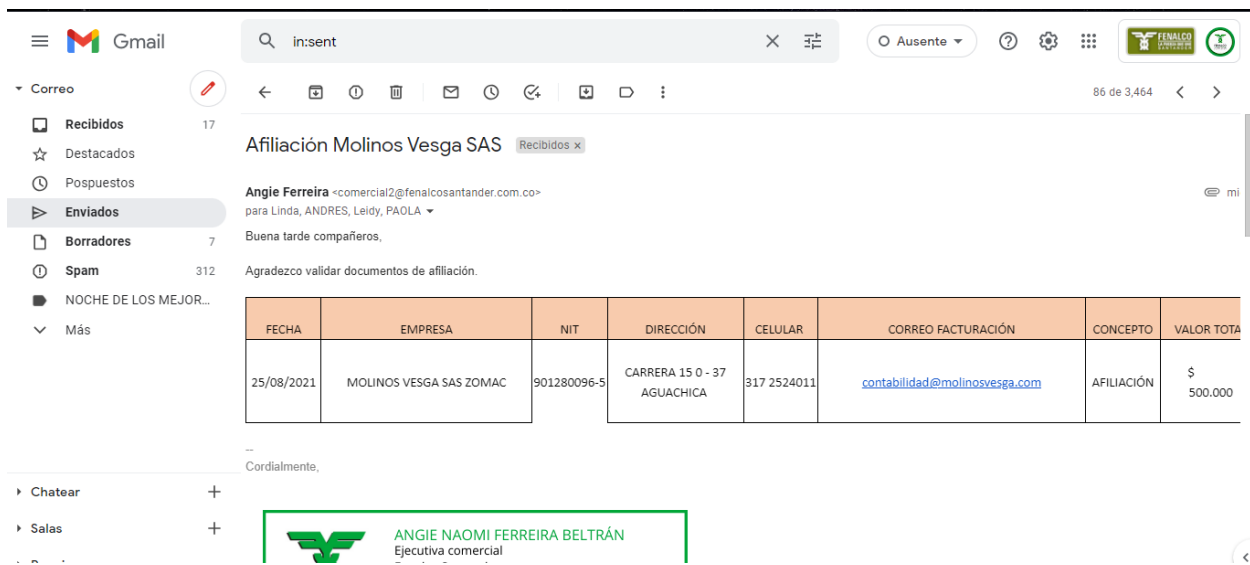 Gmail
in:sent
Ausente
FENALCO
Correo
86 de 3,464
Recibidos 17
Destacados
Pospuestos
Enviados
Borradores 7
Spam 312
NOCHE DE LOS MEJOR...
Más
Afiliación Molinos Vesga SAS Recibidos x
Angie Ferreira <comercial2@fenalcosantander.com.co> mi
para Linda, ANDRES, Leidy, PAOLA
Buena tarde compañeros,
Agradezco validar documentos de afiliación.
FECHA EMPRESA NIT DIRECCIÓN CELULAR CORREO FACTURACIÓN CONCEPTO VALOR TOTA
25/08/2021 MOLINOS VESGA SAS ZOMAC 901280096-5 CARRERA 15 0 - 37 AGUACHICA 317 2524011 contabilidad@molinosvesga.com AFILIACIÓN $ 500.000
--
Cordialmente,
Chatear
Salas
ANGIE NAOMI FERREIRA BELTRÁN
Ejecutiva comercial